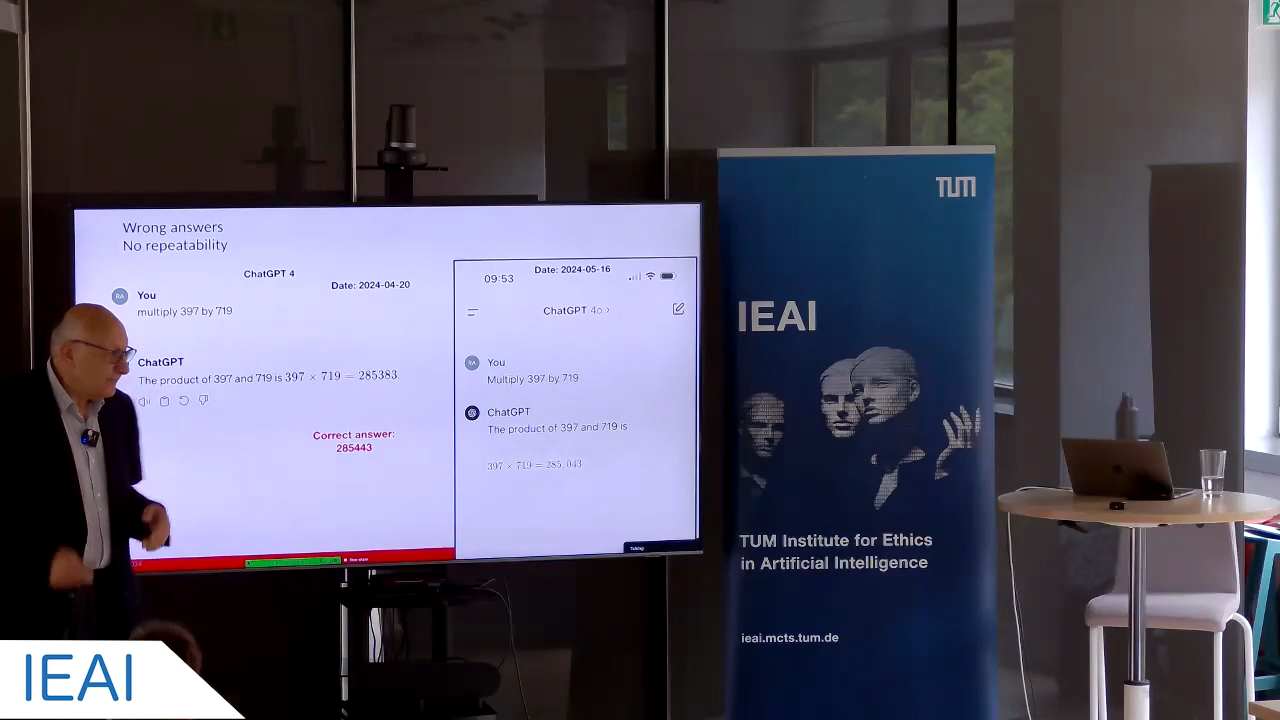 Wrong answers
No repeatability
ChatGPT 4
Date: 2024-04-20
RA
You
multiply 397 by 719
ChatGPT
The product of 397 and 719 is 397 × 719 = 285383.
Correct answer:
285443
09:53
Date: 2024-05-16
ChatGPT 4o ›
RA
You
Multiply 397 by 719
ChatGPT
The product of 397 and 719 is
397 × 719 = 285,043
Talking:
TUM
IEAI
TUM Institute for Ethics
in Artificial Intelligence
ieai.mcts.tum.de
IEAI